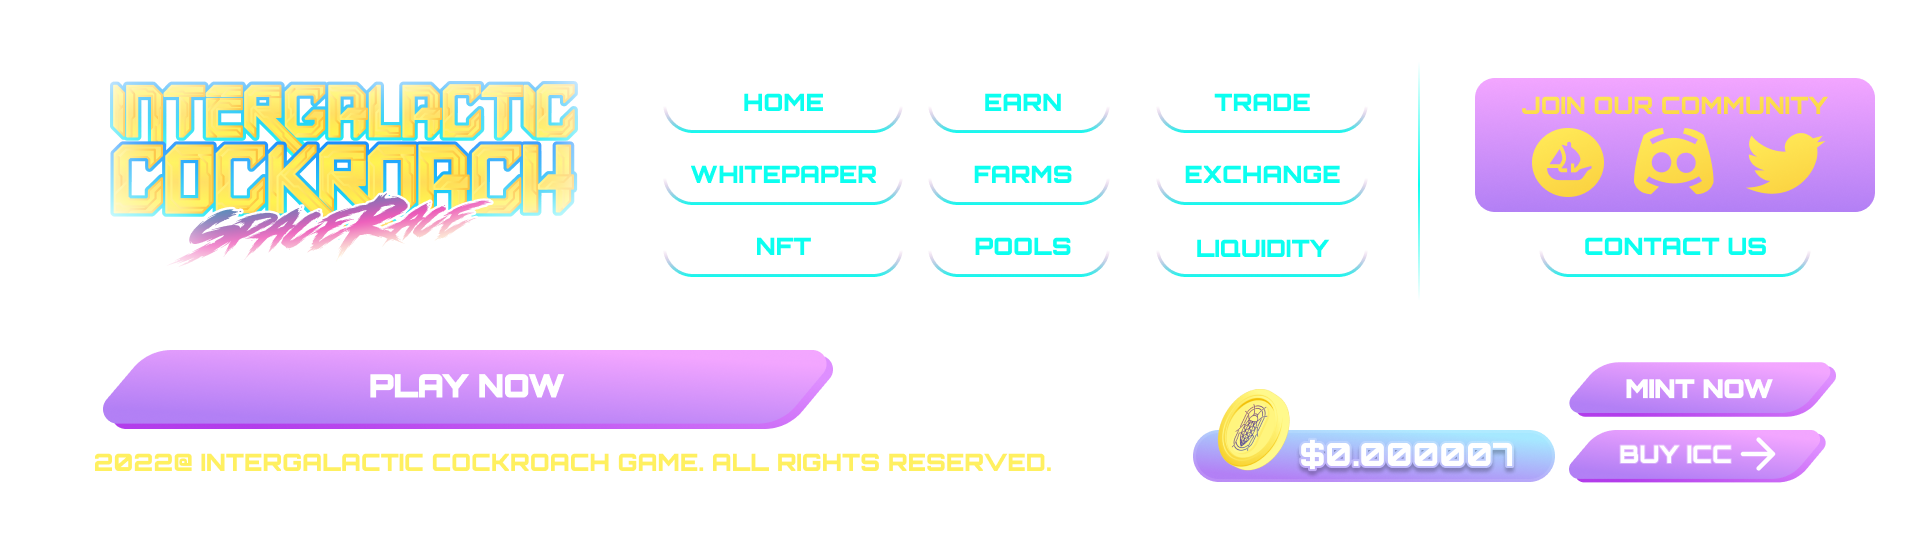 INTERGALACTIC
COCKROACH
SPACERACE
HOME
EARN
TRADE
WHITEPAPER
FARMS
EXCHANGE
NFT
POOLS
LIQUIDITY
JOIN OUR COMMUNITY
CONTACT US
PLAY NOW
2022@ INTERGALACTIC COCKROACH GAME. ALL RIGHTS RESERVED.
$0.000007
MINT NOW
BUY ICC